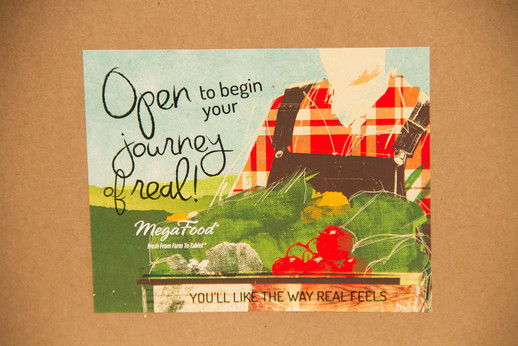 Open to begin
your
journey
of real!
MegaFood®
Fresh From Farm To Tablet™
YOU'LL LIKE THE WAY REAL FEELS